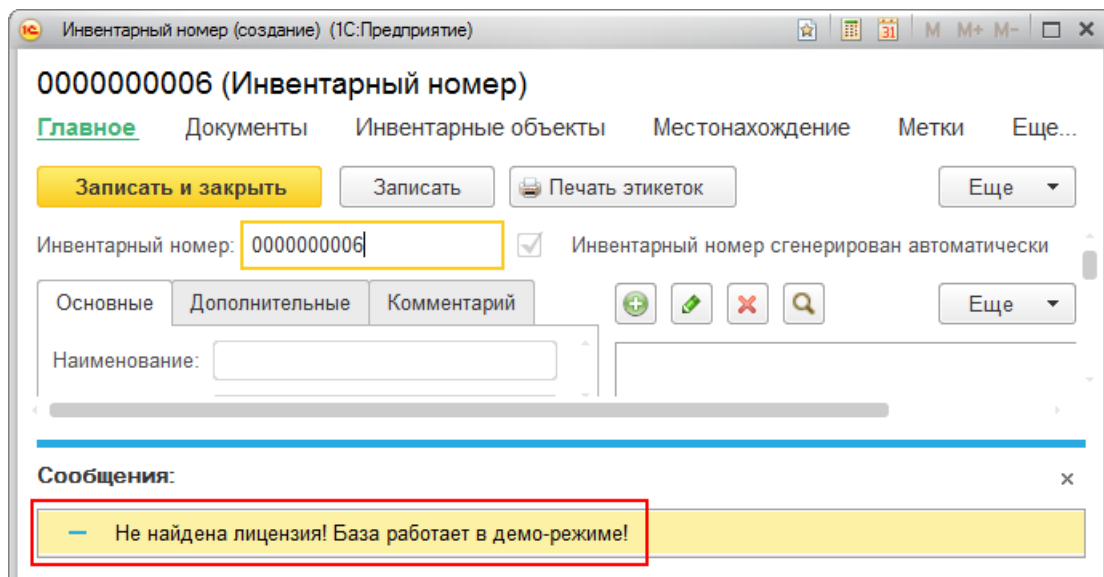 1С Инвентарный номер (создание) (1С:Предприятие) 31 M M+ M-
0000000006 (Инвентарный номер)
Главное Документы Инвентарные объекты Местонахождение Метки Еще...
Записать и закрыть Записать Печать этикеток Еще
Инвентарный номер: 0000000006 Инвентарный номер сгенерирован автоматически
Основные Дополнительные Комментарий Еще
Наименование:
Сообщения:
Не найдена лицензия! База работает в демо-режиме!